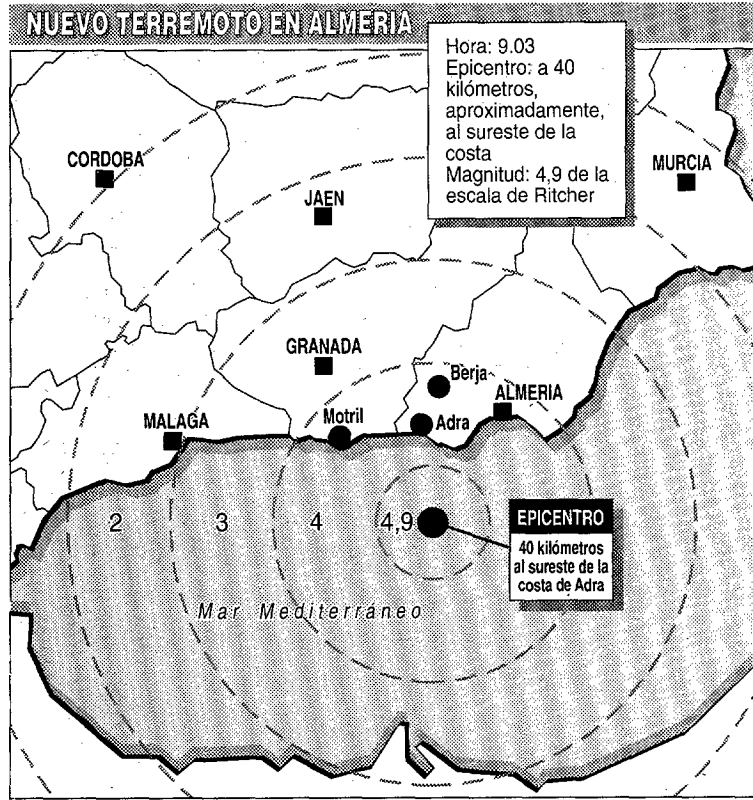 NUEVO TERREMOTO EN ALMERIA
Hora: 9.03
Epicentro: a 40
kilómetros,
aproximadamente,
al sureste de la
costa
Magnitud: 4,9 de la
escala de Ritcher
CORDOBA
JAEN
MURCIA
GRANADA
Berja
ALMERIA
MALAGA
Motril
Adra
2
3
4
4,9
EPICENTRO
40 kilómetros
al sureste de la
costa de Adra
Mar Mediterraneo